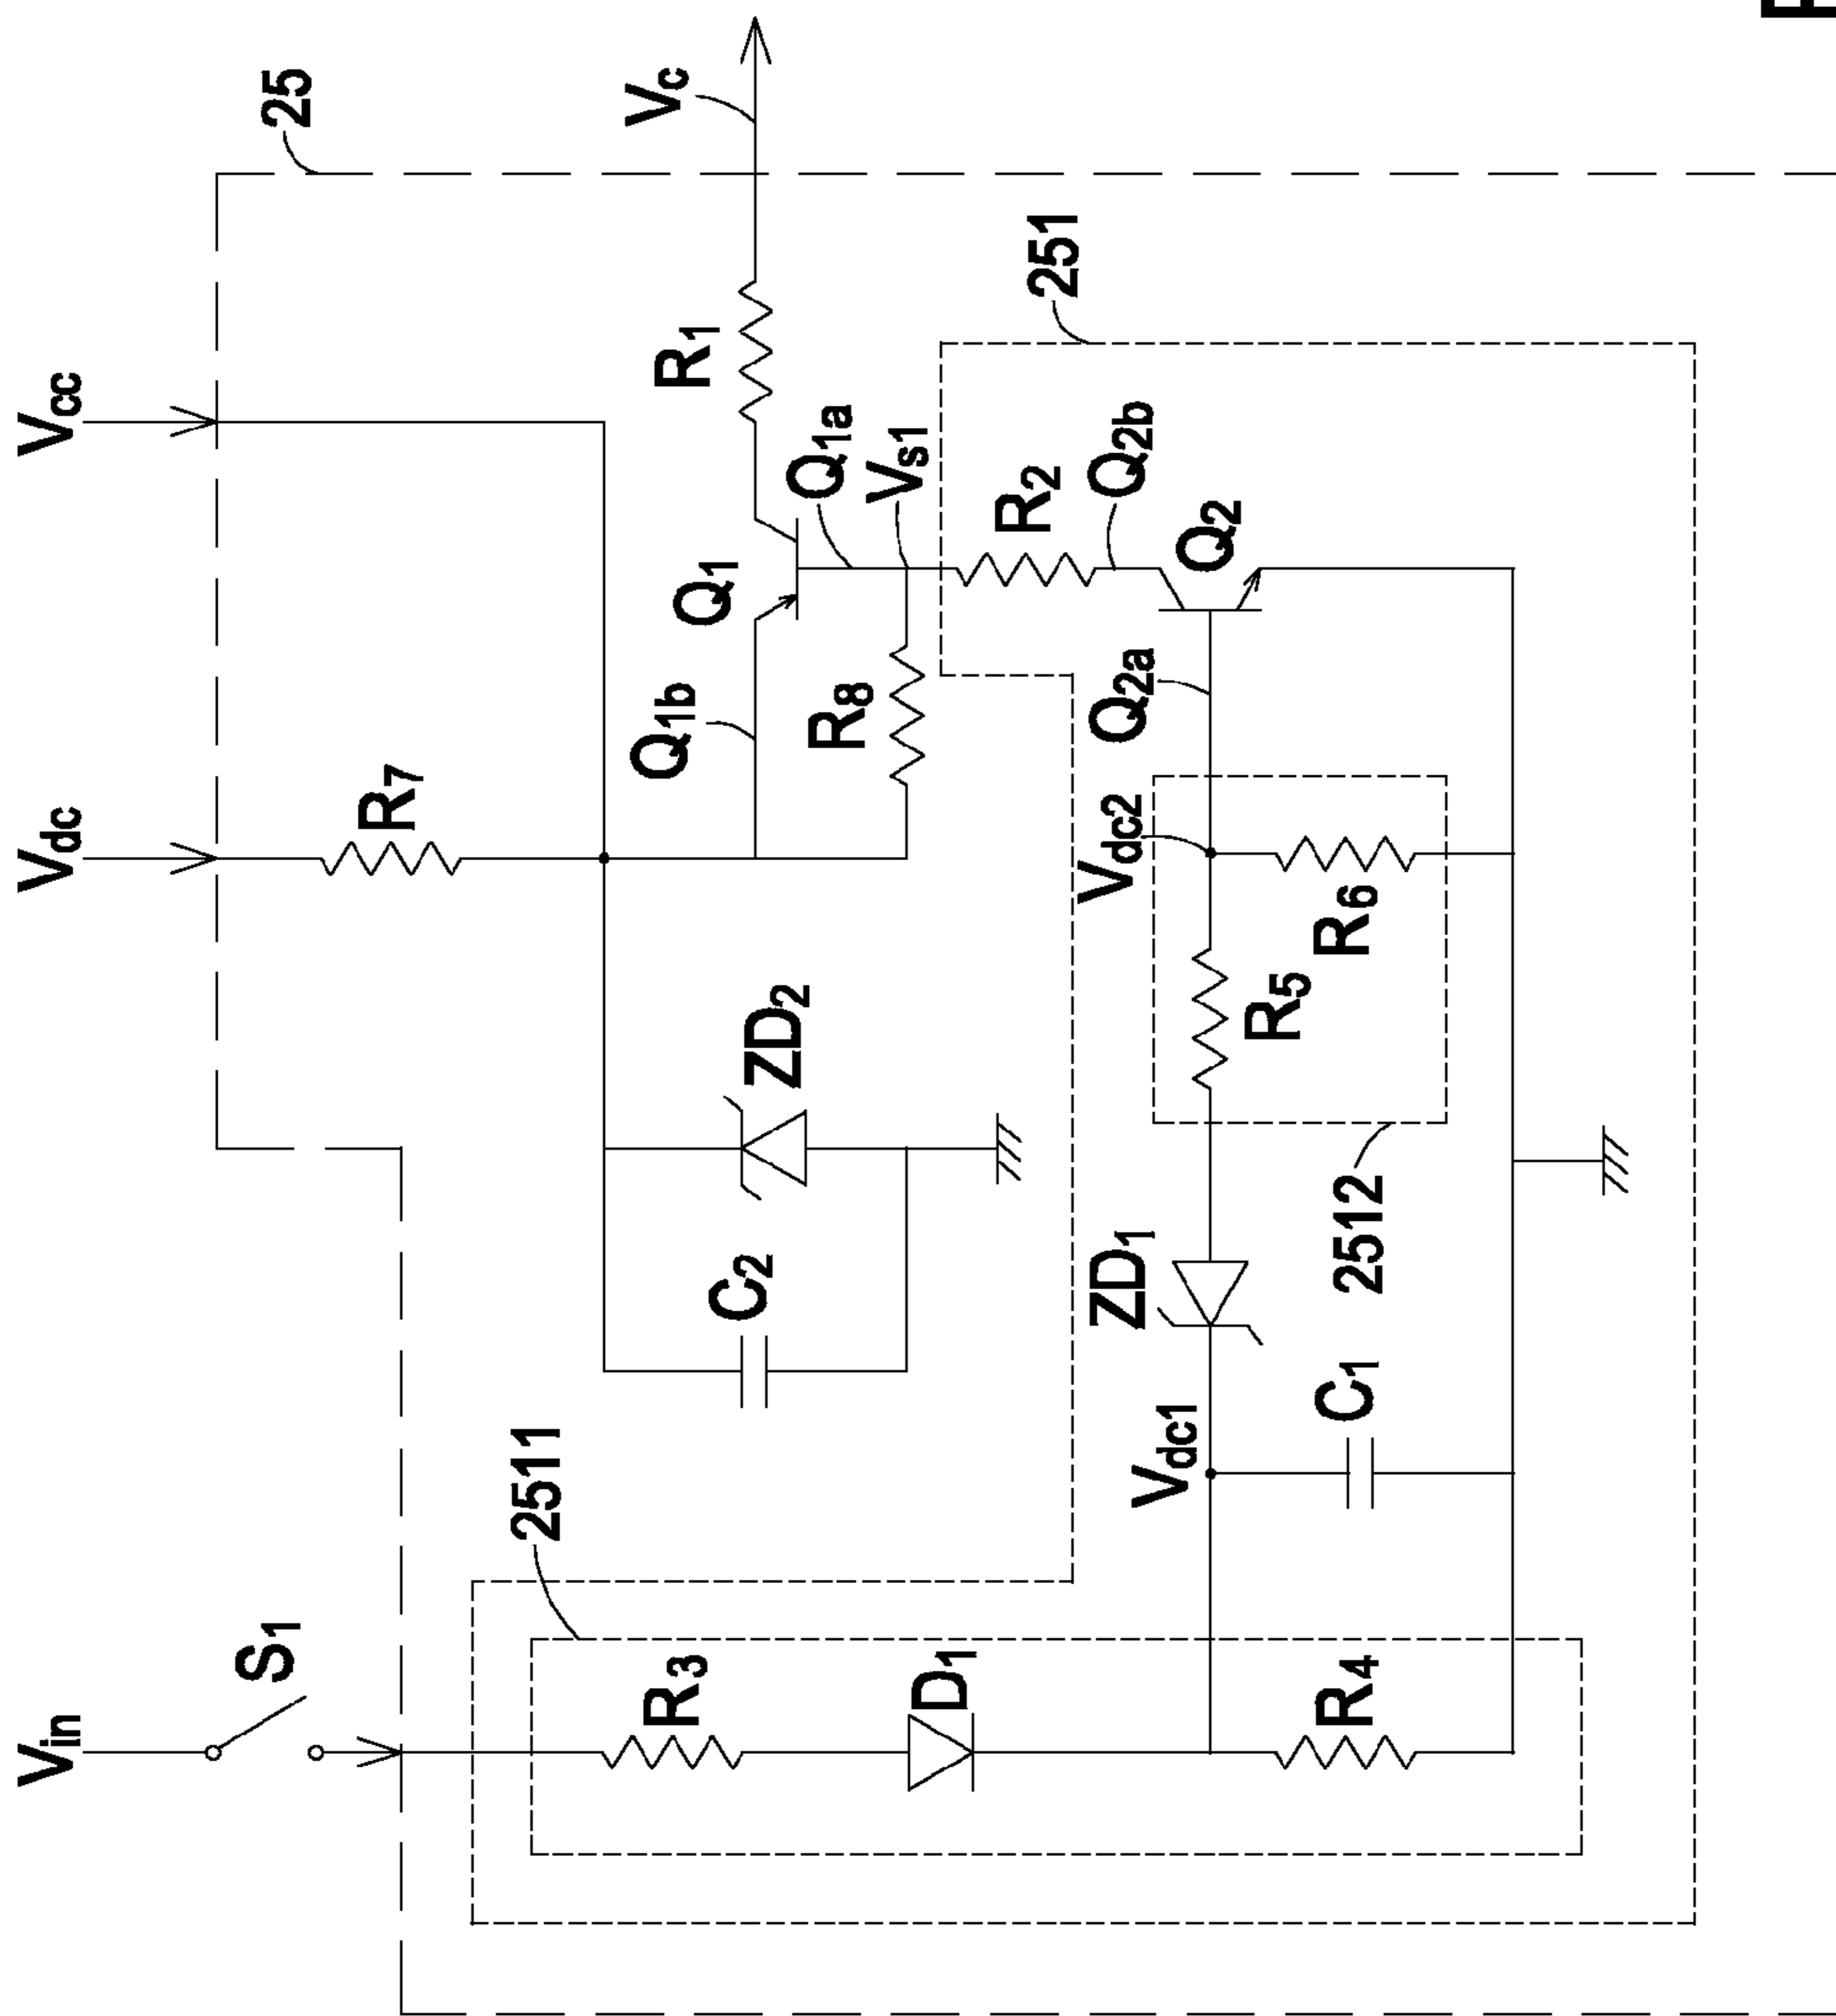 Vin
Vdc
Vcc
S1
25
R7
Vc
R1
Q1
Q1b
Q1a
Vs1
R8
251
R2
Q2b
Q2
Q2a
2511
C2
ZD2
R3
D1
R4
Vdc1
C1
ZD1
Vdc2
R5
R6
2512